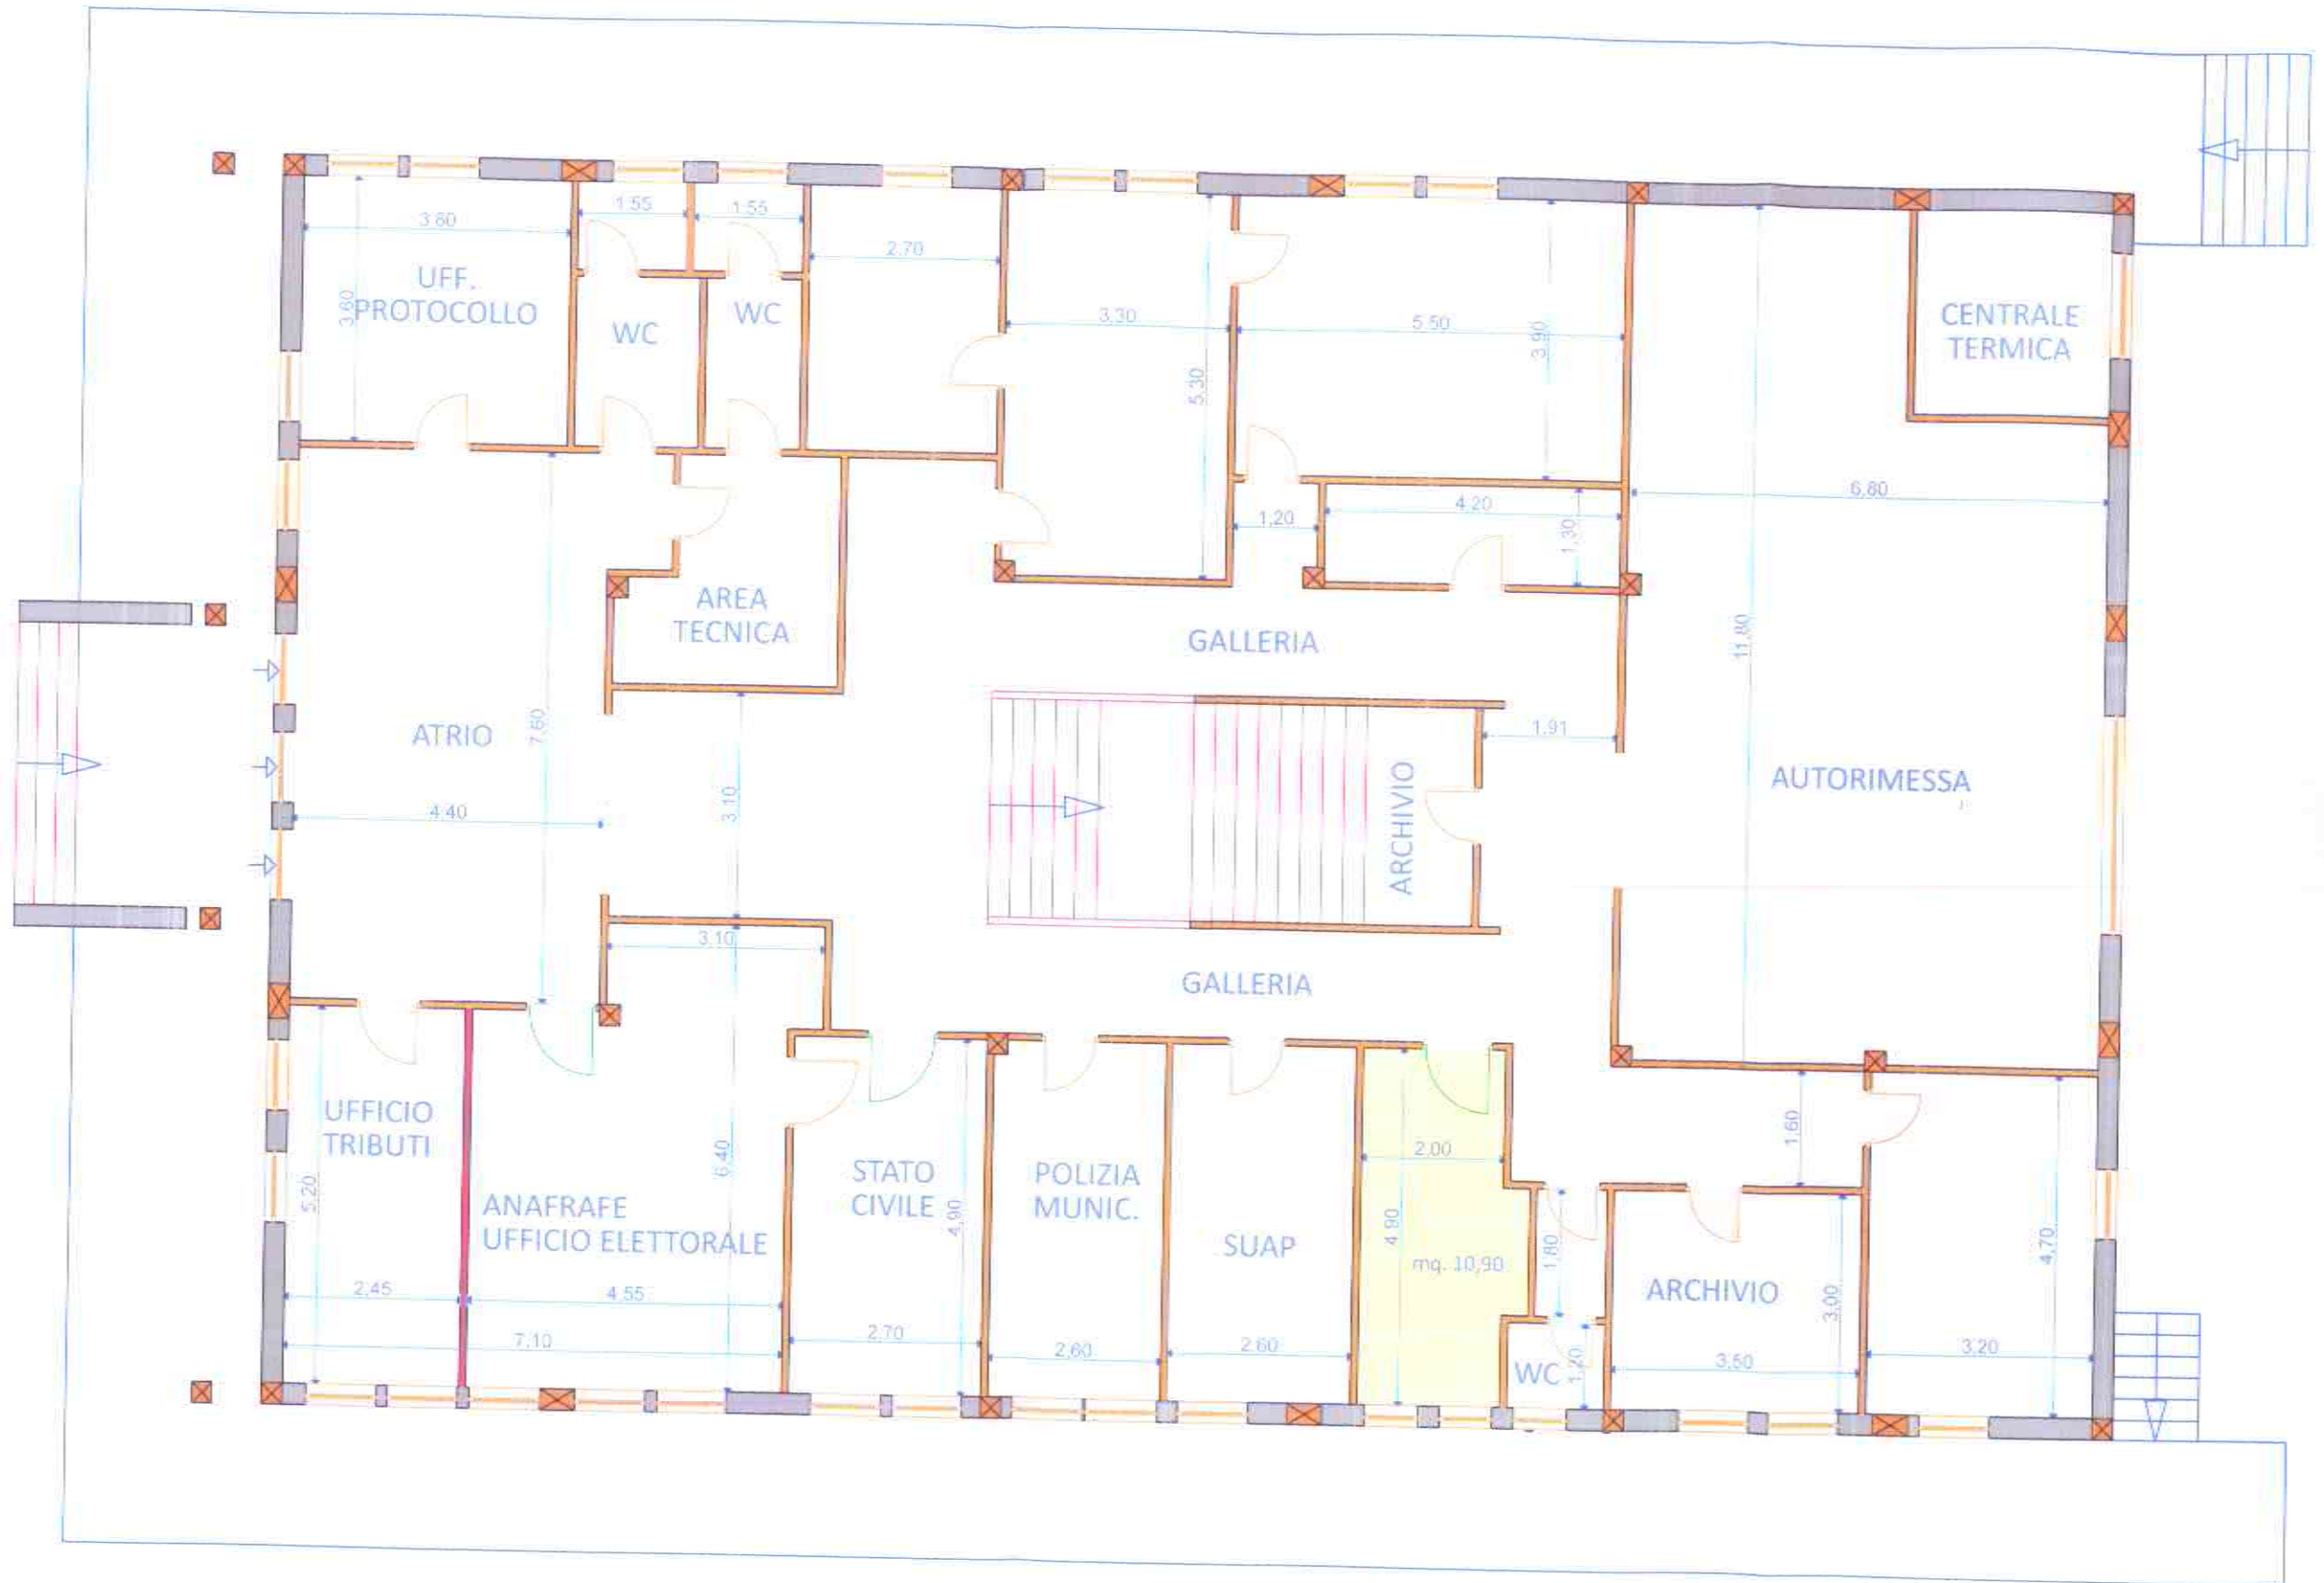 1.55
1.55
3.60
2.70
UFF.
PROTOCOLLO
3.60
WC
WC
3.30
5.30
5.50
3.90
CENTRALE
TERMICA
6,80
4.20
1,20
1,30
AREA
TECNICA
GALLERIA
11,80
ATRIO
7,60
1.91
3.10
4.40
ARCHIVIO
AUTORIMESSA
3.10
GALLERIA
UFFICIO
TRIBUTI
5.20
ANAFRAFE
UFFICIO ELETTORALE
6,40
STATO
CIVILE
4,90
POLIZIA
MUNIC.
SUAP
2.00
4.90
mq. 10,90
1,60
1,80
ARCHIVIO
3,00
4,70
2,45
4.55
7,10
2.70
2,60
2.60
WC
1,20
3,50
3.20